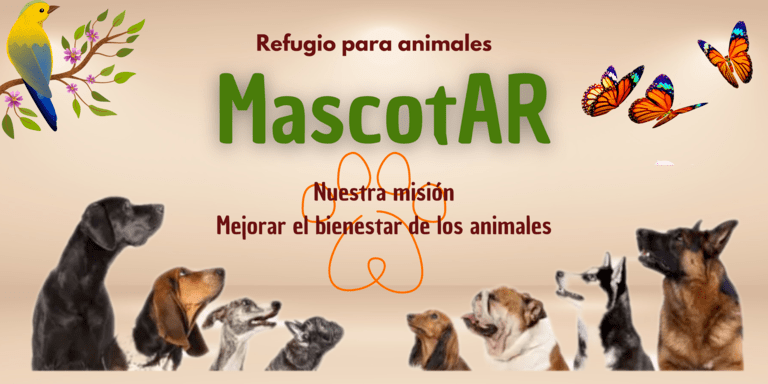 Refugio para animales
MascotAR
Nuestra misión
Mejorar el bienestar de los animales